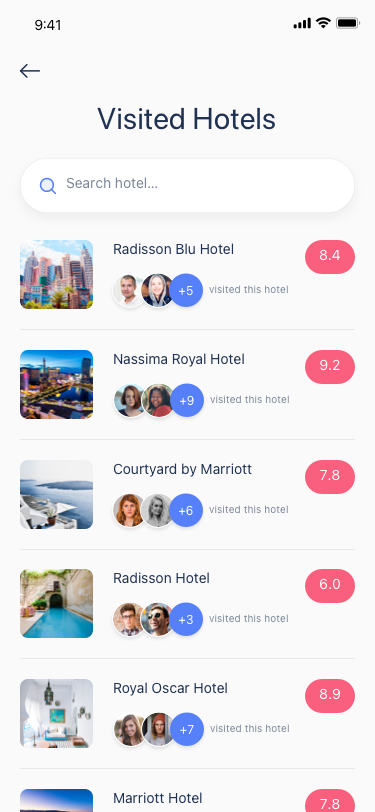 9:41
Visited Hotels
Search hotel...
Radisson Blu Hotel
8.4
+5 visited this hotel
Nassima Royal Hotel
9.2
+9 visited this hotel
Courtyard by Marriott
7.8
+6 visited this hotel
Radisson Hotel
6.0
+3 visited this hotel
Royal Oscar Hotel
8.9
+7 visited this hotel
Marriott Hotel
7.8